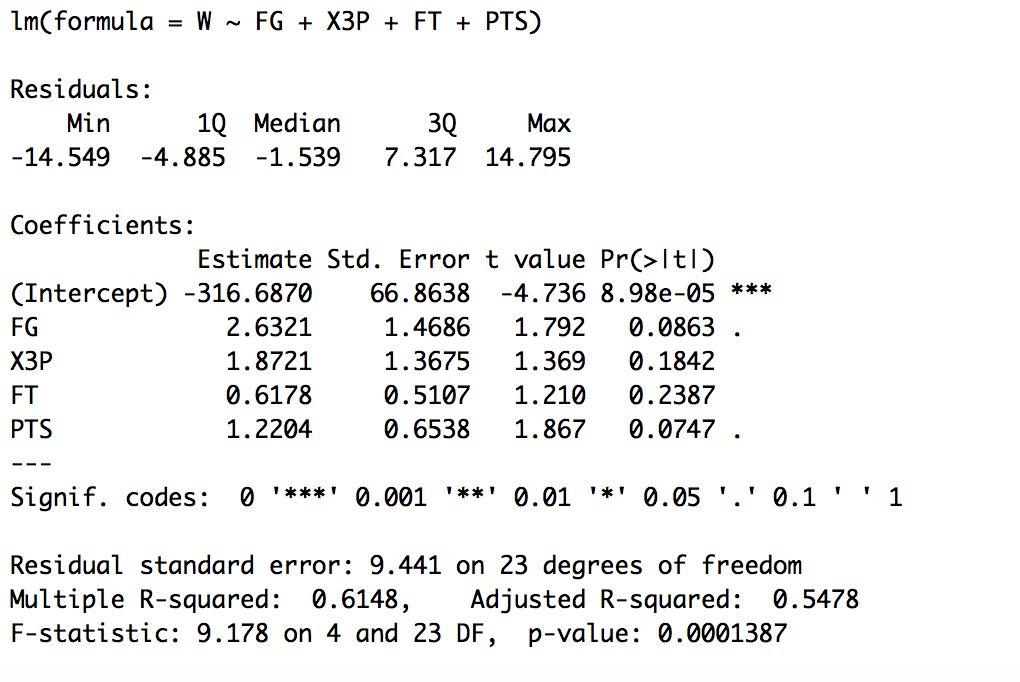 lm(formula = W ~ FG + X3P + FT + PTS)
Residuals:
    Min      1Q  Median      3Q     Max
-14.549  -4.885  -1.539   7.317  14.795
Coefficients:
             Estimate Std. Error t value Pr(>|t|)
(Intercept) -316.6870    66.8638  -4.736 8.98e-05 ***
FG             2.6321     1.4686   1.792   0.0863 .
X3P            1.8721     1.3675   1.369   0.1842
FT             0.6178     0.5107   1.210   0.2387
PTS            1.2204     0.6538   1.867   0.0747 .
---
Signif. codes:  0 '***' 0.001 '**' 0.01 '*' 0.05 '.' 0.1 ' ' 1
Residual standard error: 9.441 on 23 degrees of freedom
Multiple R-squared:  0.6148,    Adjusted R-squared:  0.5478
F-statistic: 9.178 on 4 and 23 DF,  p-value: 0.0001387